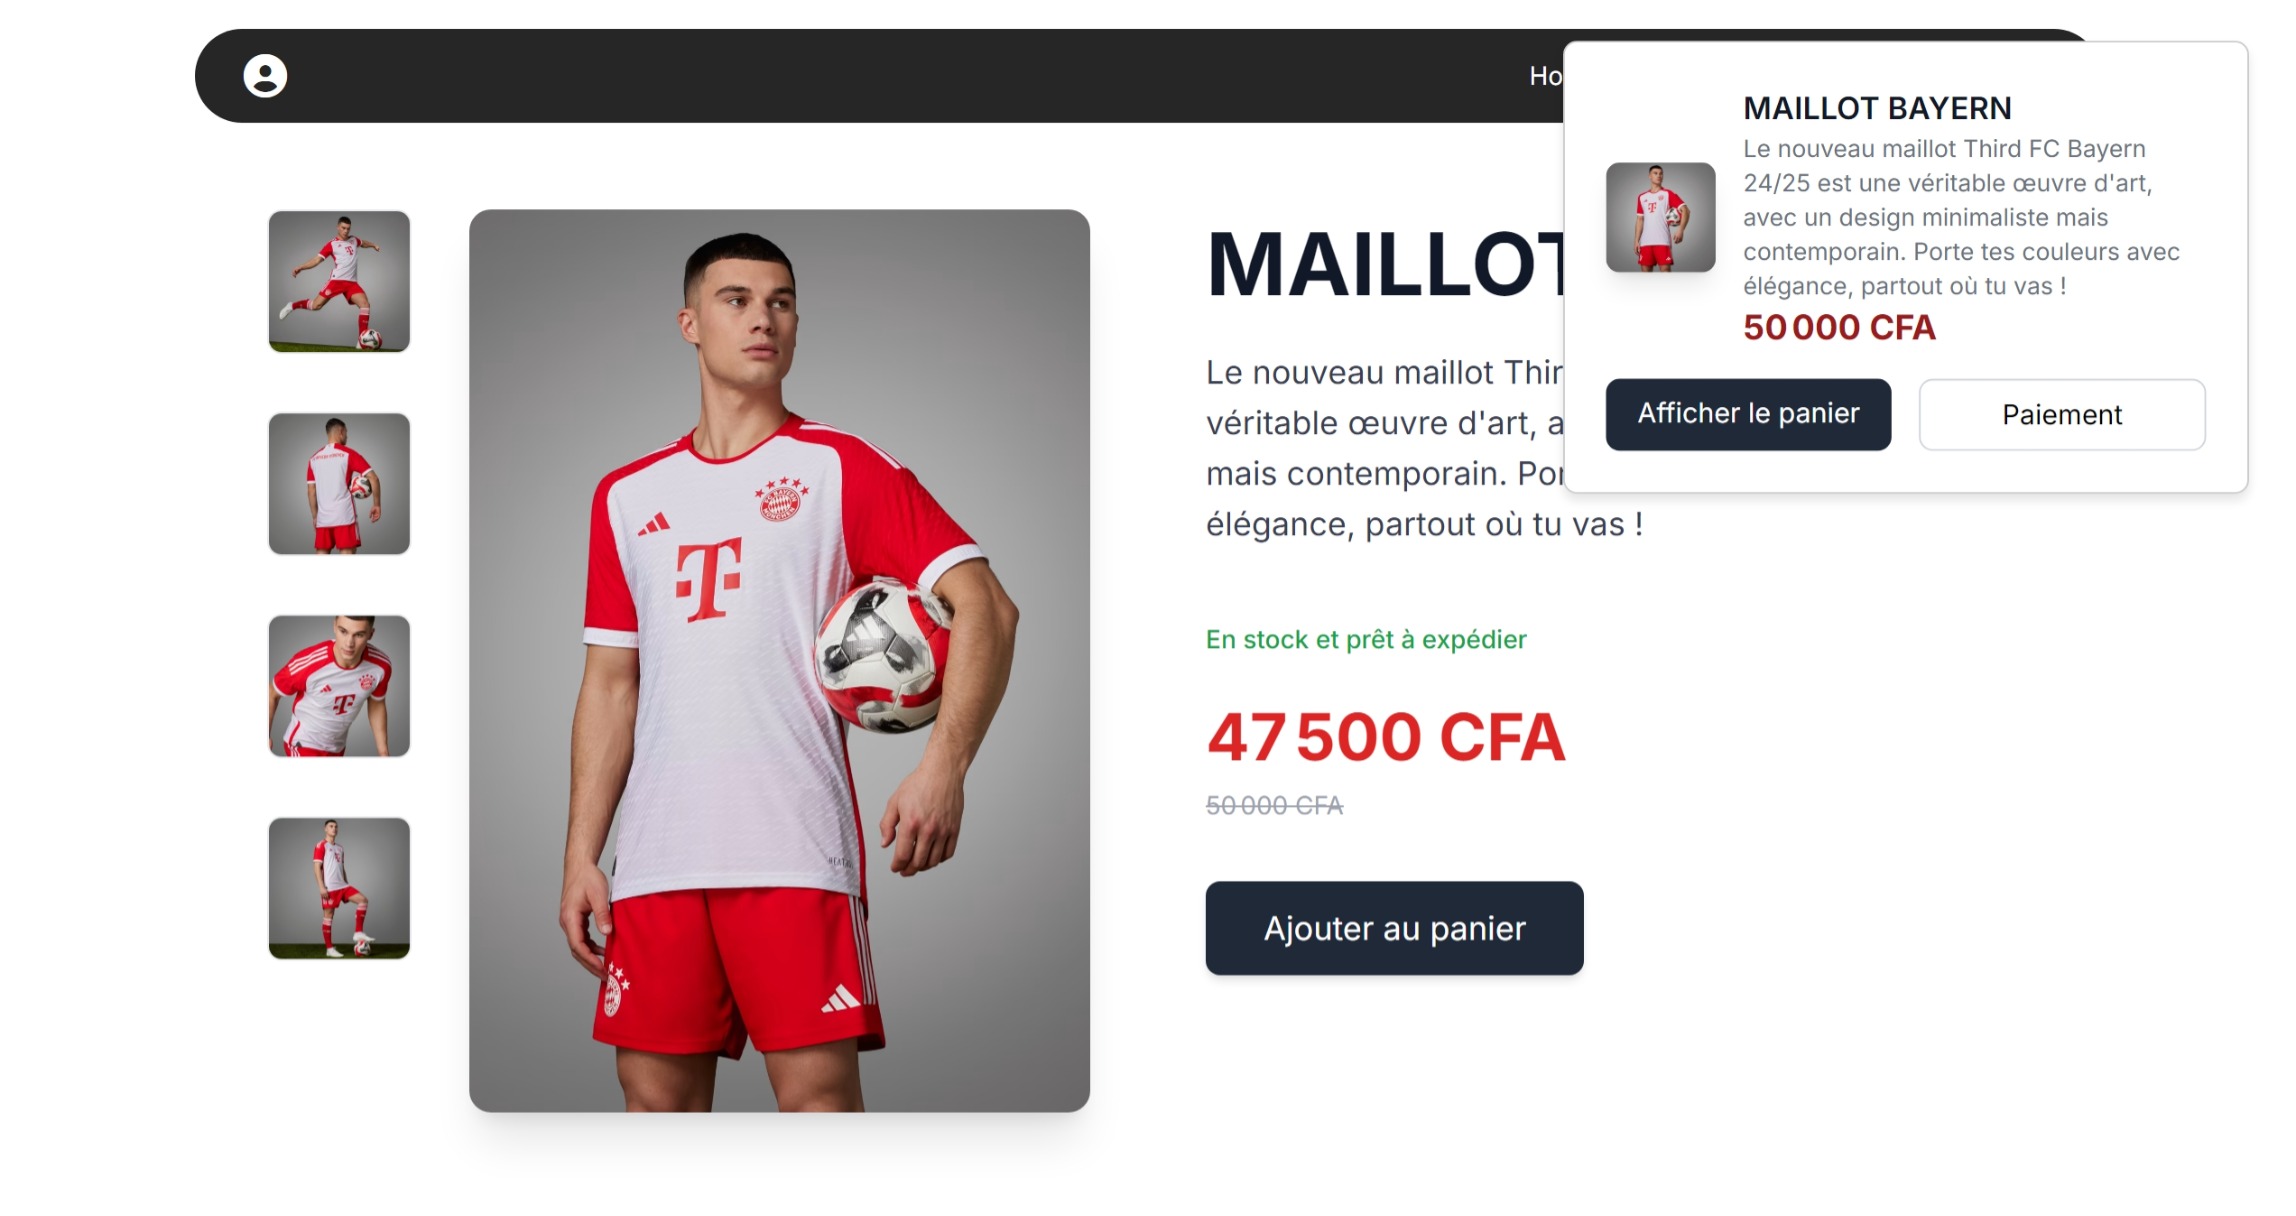 Ho
MAILLOT BAYERN
Le nouveau maillot Third FC Bayern
24/25 est une véritable œuvre d'art,
avec un design minimaliste mais
contemporain. Porte tes couleurs avec
élégance, partout où tu vas !
50 000 CFA
Afficher le panier
Paiement
MAILLOT
Le nouveau maillot Thir
véritable œuvre d'art, a
mais contemporain. Por
élégance, partout où tu vas !
En stock et prêt à expédier
47 500 CFA
50 000 CFA
Ajouter au panier
FC BAYERN
MÜNCHEN
T